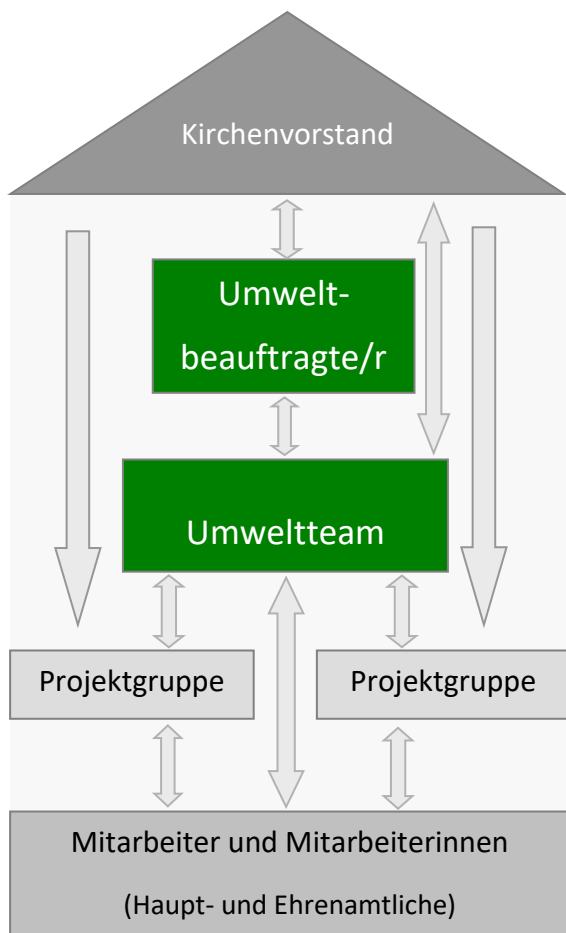 Kirchenvorstand
Umwelt-
beauftragte/r
Umweltteam
Projektgruppe
Projektgruppe
Mitarbeiter und Mitarbeiterinnen
(Haupt- und Ehrenamtliche)